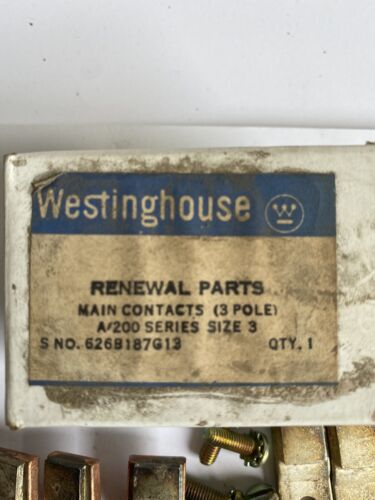 Westinghouse W
RENEWAL PARTS
MAIN CONTACTS (3 POLE)
A/200 SERIES SIZE 3
S NO. 626B187G13 QTY. 1